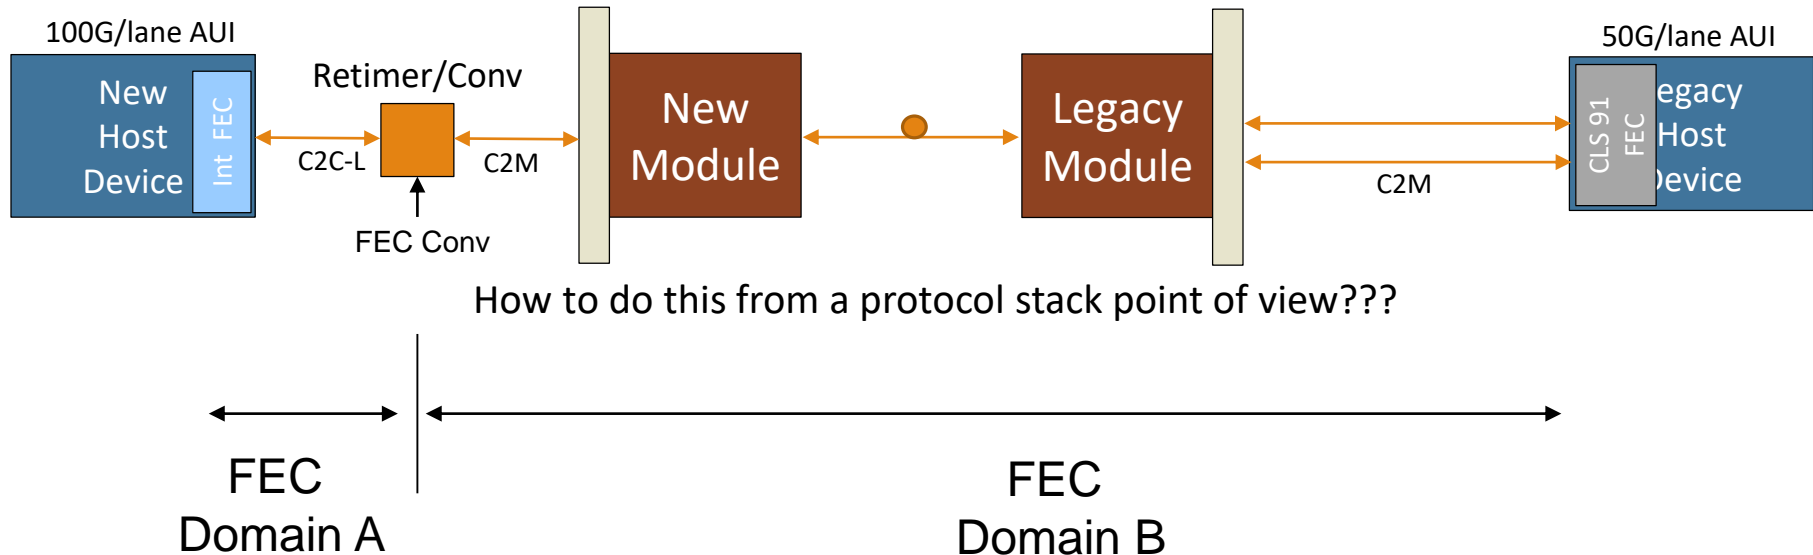 100G/lane AUI
New
Host
Device
Int FEC
C2C-L
Retimer/Conv
FEC Conv
C2M
New
Module
Legacy
Module
C2M
50G/lane AUI
CLS 91
FEC
egacy
Host
Device
How to do this from a protocol stack point of view???
FEC
Domain A
FEC
Domain B